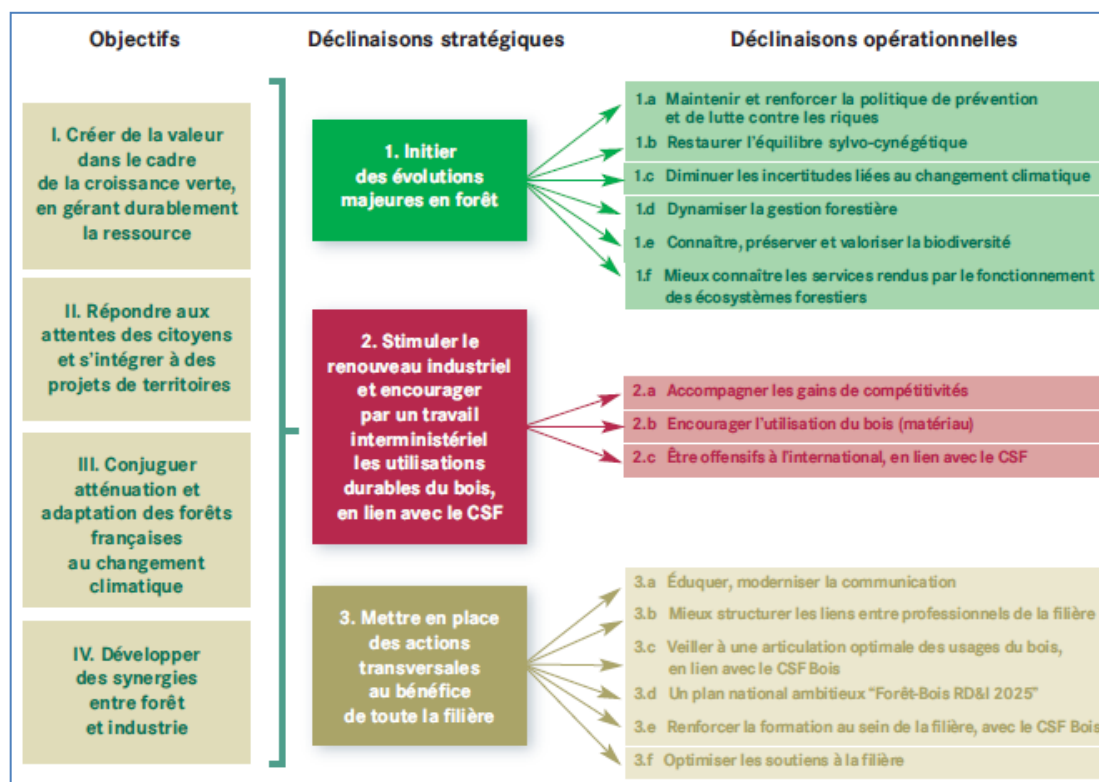 Objectifs
Déclinaisons stratégiques
Déclinaisons opérationnelles
I. Créer de la valeur
dans le cadre
de la croissance verte,
en gérant durablement
la ressource
II. Répondre aux
attentes des citoyens
et s'intégrer à des
projets de territoires
III. Conjuguer
atténuation et
adaptation des forêts
françaises
au changement
climatique
IV. Développer
des synergies
entre forêt
et industrie
1. Initier
des évolutions
majeures en forêt
1.a Maintenir et renforcer la politique de prévention
et de lutte contre les riques
1.b Restaurer l'équilibre sylvo-cynégétique
1.c Diminuer les incertitudes liées au changement climatique
1.d Dynamiser la gestion forestière
1.e Connaître, préserver et valoriser la biodiversité
1.f Mieux connaître les services rendus par le fonctionnement
des écosystèmes forestiers
2. Stimuler le
renouveau industriel
et encourager
par un travail
interministériel
les utilisations
durables du bois,
en lien avec le CSF
2.a Accompagner les gains de compétitivités
2.b Encourager l'utilisation du bois (matériau)
2.c Être offensifs à l'international, en lien avec le CSF
3. Mettre en place
des actions
transversales
au bénéfice
de toute la filière
3.a Éduquer, moderniser la communication
3.b Mieux structurer les liens entre professionnels de la filière
3.c Veiller à une articulation optimale des usages du bois,
en lien avec le CSF Bois
3.d Un plan national ambitieux "Forêt-Bois RD&I 2025"
3.e Renforcer la formation au sein de la filière, avec le CSF Bois
3.f Optimiser les soutiens à la filière